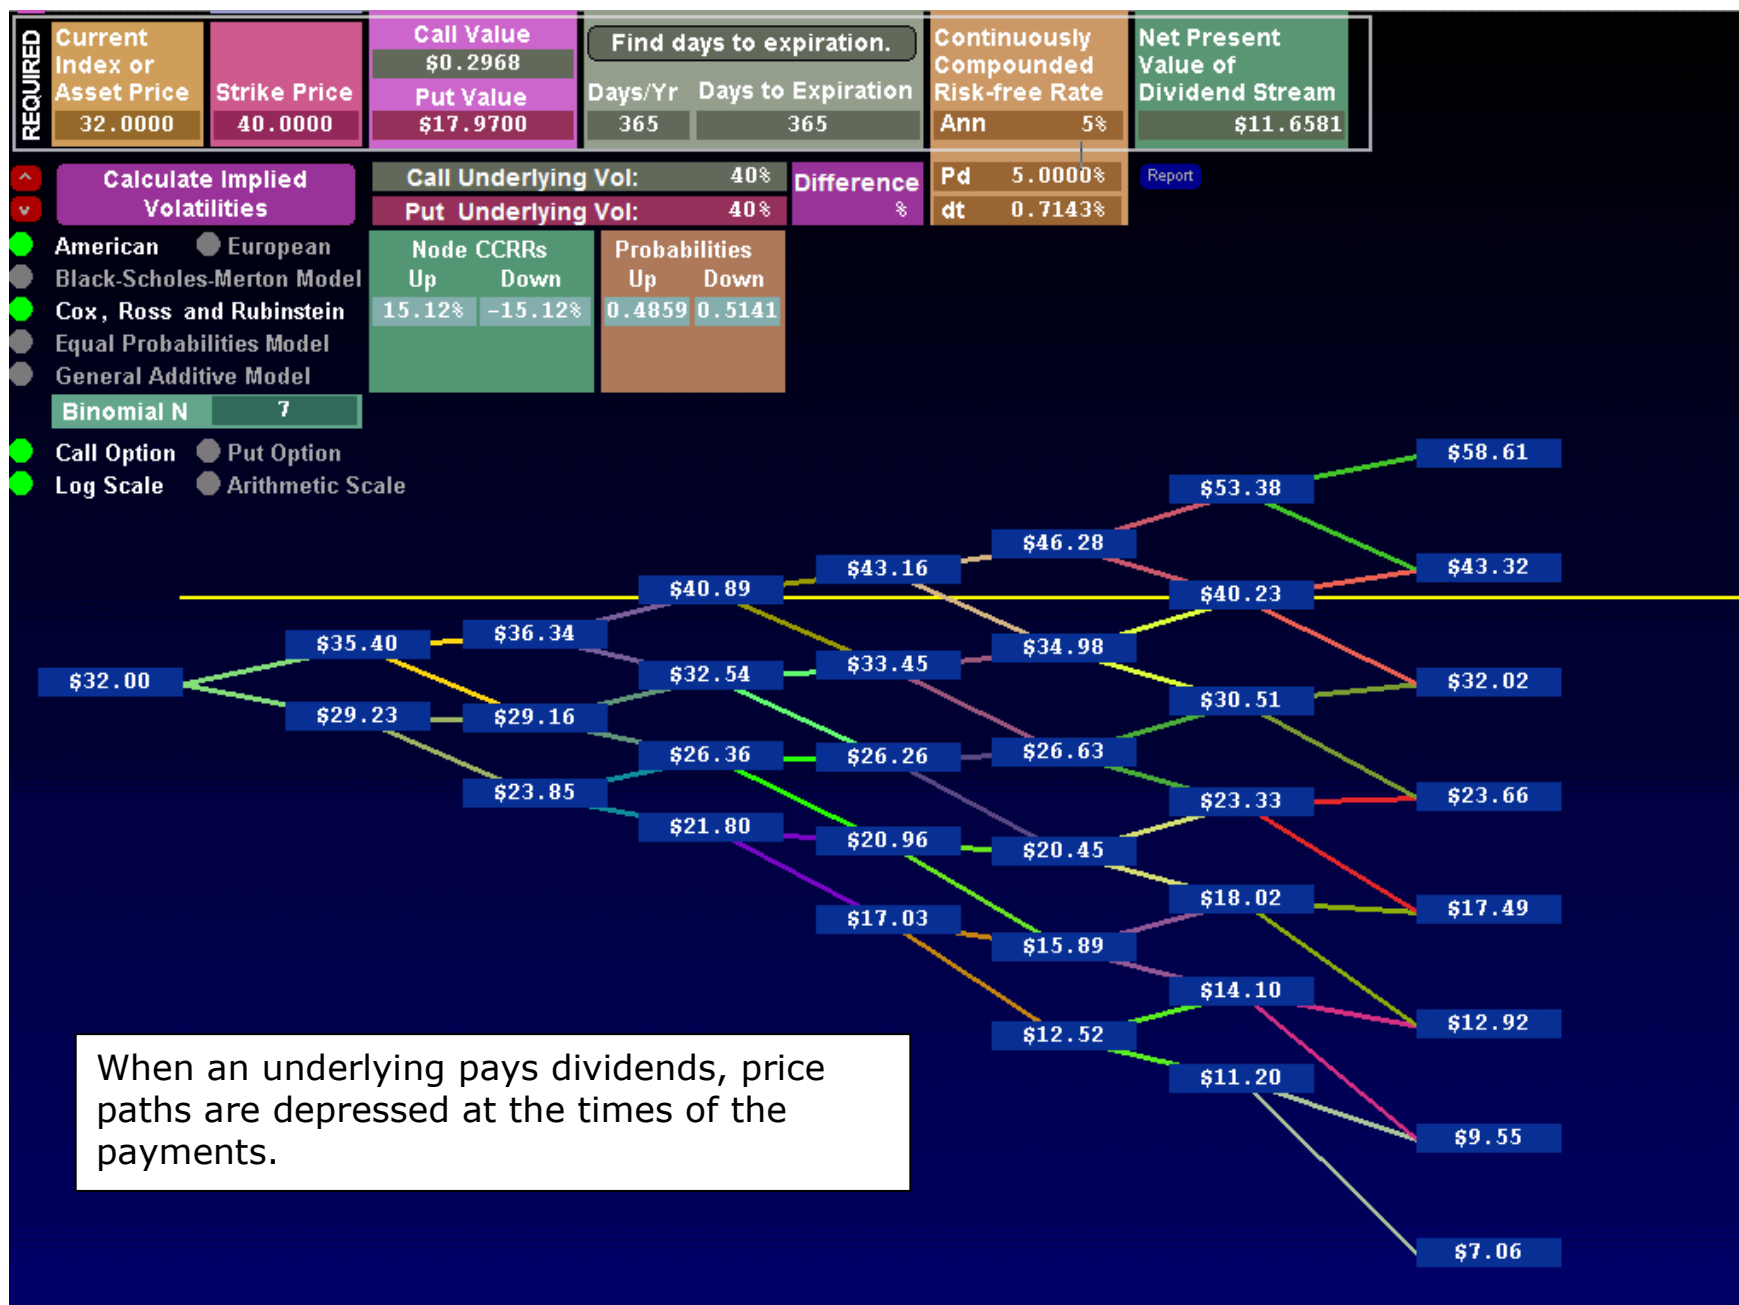 REQUIRED
Current
Index or
Asset Price
32.0000
Strike Price
40.0000
Call Value
$0.2968
Put Value
$17.9700
Find days to expiration.
Days/Yr Days to Expiration
365 365
Continuously
Compounded
Risk-free Rate
Ann 5%
Net Present
Value of
Dividend Stream
$11.6581
Calculate Implied
Volatilities
Call Underlying Vol: 40%
Put Underlying Vol: 40%
Difference
%
Pd 5.0000%
dt 0.7143%
Report
American European
Black-Scholes-Merton Model
Cox, Ross and Rubinstein
Equal Probabilities Model
General Additive Model
Node CCRRs
Up Down
15.12% -15.12%
Probabilities
Up Down
0.4859 0.5141
Binomial N 7
Call Option Put Option
Log Scale Arithmetic Scale
$32.00
$35.40
$29.23
$36.34
$29.16
$23.85
$40.89
$32.54
$26.36
$21.80
$43.16
$33.45
$26.26
$20.96
$17.03
$46.28
$34.98
$26.63
$20.45
$15.89
$12.52
$53.38
$40.23
$30.51
$23.33
$18.02
$14.10
$11.20
$58.61
$43.32
$32.02
$23.66
$17.49
$12.92
$9.55
$7.06
When an underlying pays dividends, price
paths are depressed at the times of the
payments.